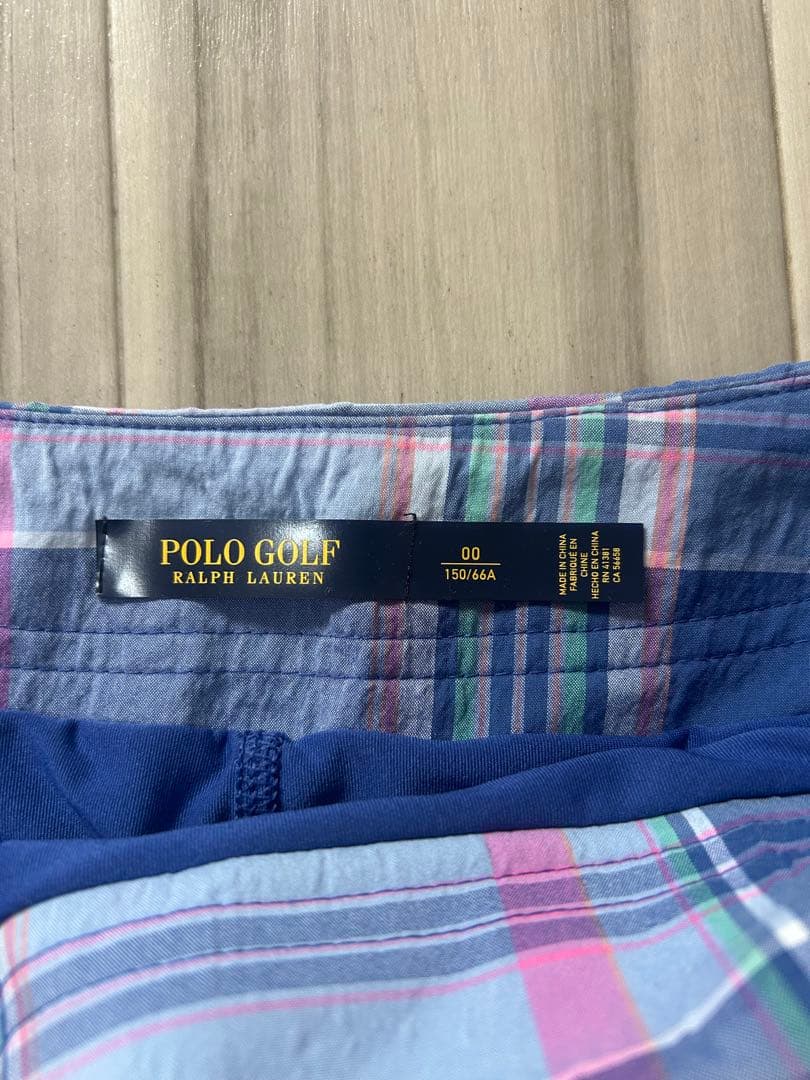 POLO GOLF
RALPH LAUREN
00
150/66A
MADE IN CHINA
FABRIQUE EN
CHINE
HECHO EN CHINA
RN 41381
CA 56658